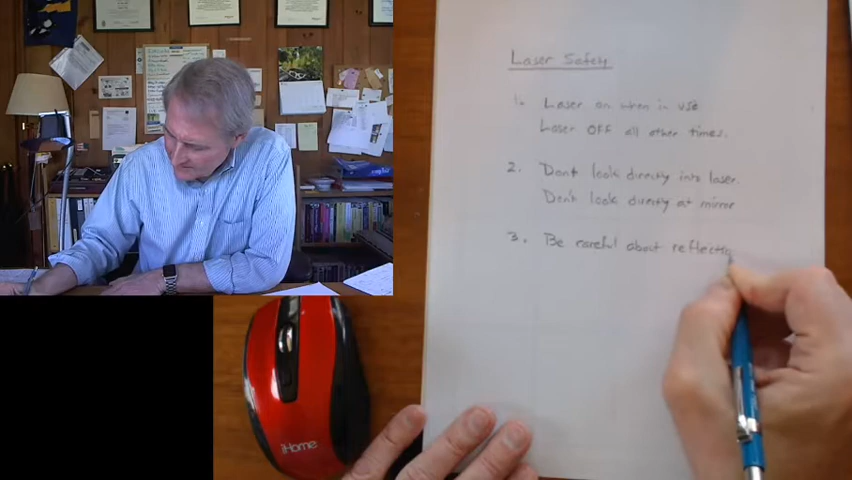 Laser Safety
1. Laser on when in use
Laser OFF all other times.
2. Don't look directly into laser.
Don't look directly at mirror
3. Be careful about reflectio
iHome